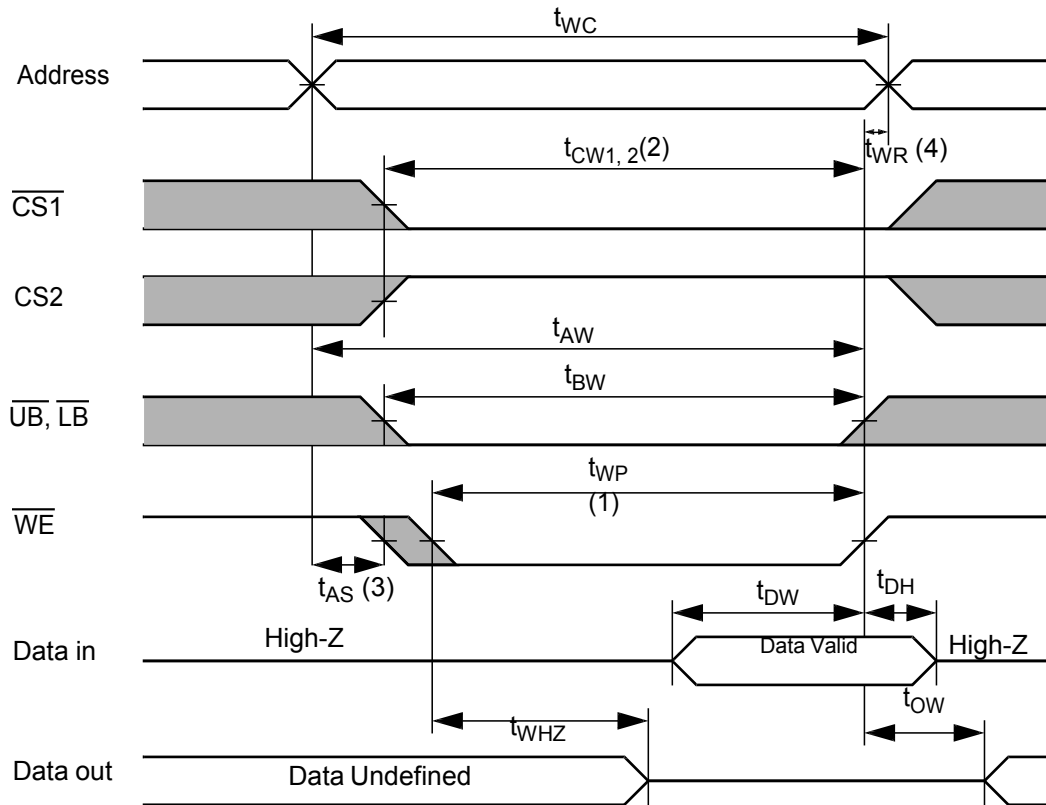 tWC
Address
tCW1, 2(2)
tWR (4)
CS1
CS2
tAW
tBW
UB, LB
tWP
(1)
WE
tAS (3)
tDW
tDH
High-Z
Data in
Data Valid
High-Z
tOW
tWHZ
Data out
Data Undefined